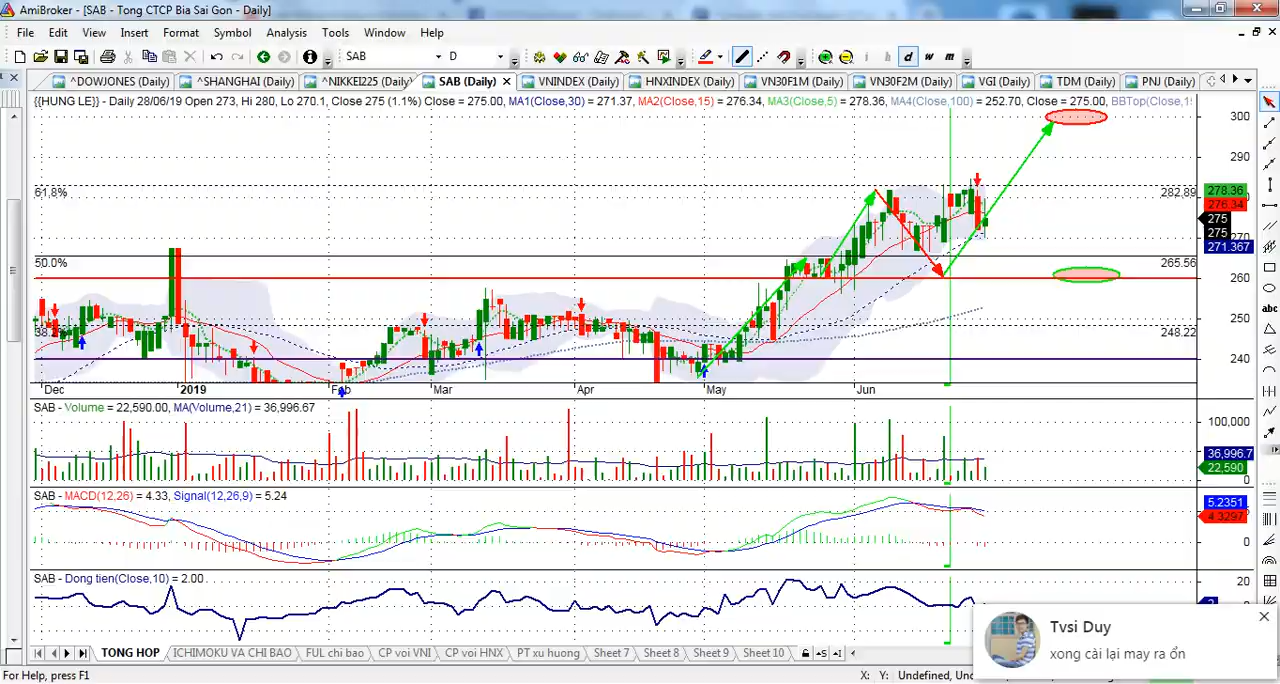 AmiBroker - [SAB - Tong CTCP Bia Sai Gon - Daily]
File Edit View Insert Format Symbol Analysis Tools Window Help
SAB D i h d w m
^DOWJONES (Daily) ^SHANGHAI (Daily) ^NIKKEI225 (Daily) SAB (Daily) VNINDEX (Daily) HNXINDEX (Daily) VN30F1M (Daily) VN30F2M (Daily) VGI (Daily) TDM (Daily) PNJ (Daily)
{{HUNG LE}} - Daily 28/06/19 Open 273, Hi 280, Lo 270.1, Close 275 (1.1%) Close = 275.00, MA1(Close,30) = 271.37, MA2(Close,15) = 276.34, MA3(Close,5) = 278.36, MA4(Close,100) = 252.70, Close = 275.00, BBTop(Close,1
300
290
61.8% 282.89
278.36
276.34
275
275
270
271.367
50.0% 265.56
260
abc
250
248.22
240
Dec 2019 Feb Mar Apr May Jun
SAB - Volume = 22,590.00, MA(Volume,21) = 36,996.67
100,000
36,996.7
22,590
SAB - MACD(12,26) = 4.33, Signal(12,26,9) = 5.24
5.2351
4.3297
0
SAB - Dong tien(Close,10) = 2.00
20
2
Tvsi Duy
xong cài lại may ra ổn
TONG HOP ICHIMOKU VÀ CHI BAO FUL chi bao CP voi VNI CP voi HNX PT xu huong Sheet 7 Sheet 8 Sheet 9 Sheet 10
For Help, press F1 X: Y: Undefined,